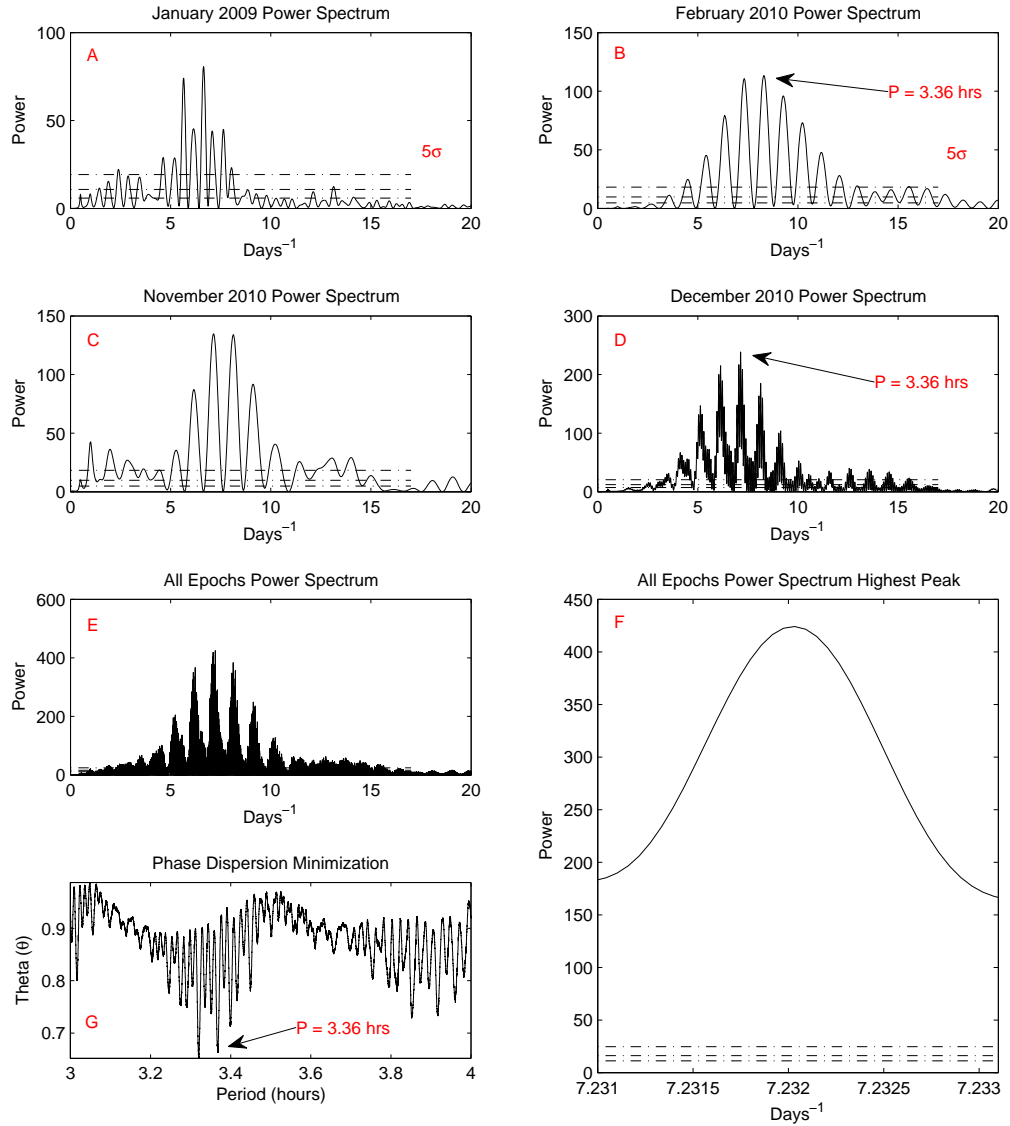 January 2009 Power Spectrum
100
50
0
Power
A
5σ
0 5 10 15 20
Days⁻¹
February 2010 Power Spectrum
150
100
50
0
Power
B
P = 3.36 hrs
5σ
0 5 10 15 20
Days⁻¹
November 2010 Power Spectrum
150
100
50
0
Power
C
0 5 10 15 20
Days⁻¹
December 2010 Power Spectrum
300
200
100
0
Power
D
P = 3.36 hrs
0 5 10 15 20
Days⁻¹
All Epochs Power Spectrum
600
400
200
0
Power
E
0 5 10 15 20
Days⁻¹
All Epochs Power Spectrum Highest Peak
450
400
350
300
250
200
150
100
50
0
Power
F
7.231 7.2315 7.232 7.2325 7.233
Days⁻¹
Phase Dispersion Minimization
0.9
0.8
0.7
Theta (θ)
G
P = 3.36 hrs
3 3.2 3.4 3.6 3.8 4
Period (hours)